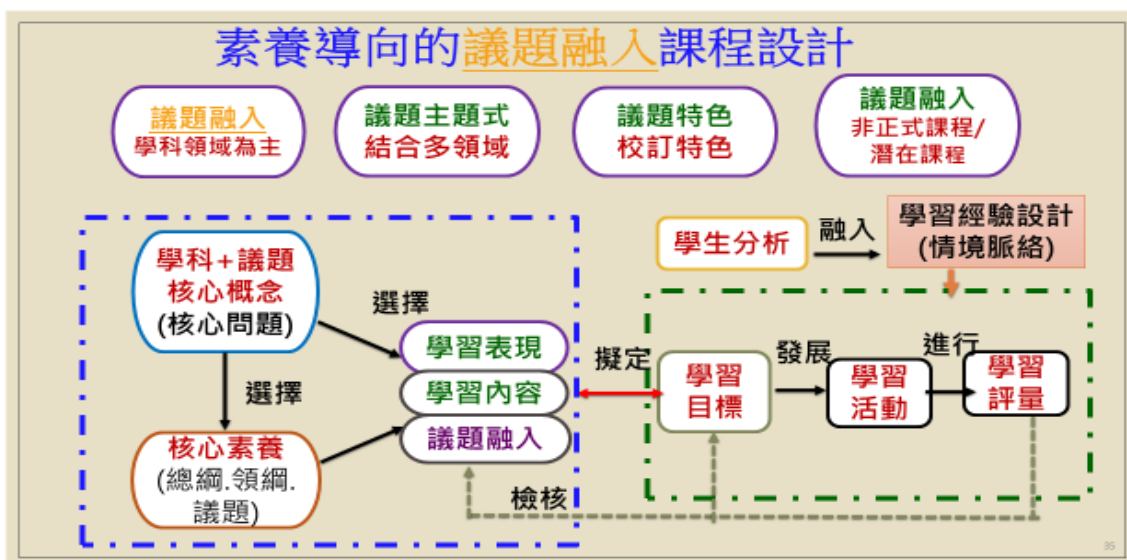 素養導向的議題融入課程設計
議題融入
學科領域為主
議題主題式
結合多領域
議題特色
校訂特色
議題融入
非正式課程/
潛在課程
學科+議題
核心概念
(核心問題)
選擇
選擇
核心素養
(總綱.領綱.
議題)
學習表現
學習內容
議題融入
學生分析
融入
學習經驗設計
(情境脈絡)
擬定
學習
目標
發展
學習
活動
進行
學習
評量
檢核
85